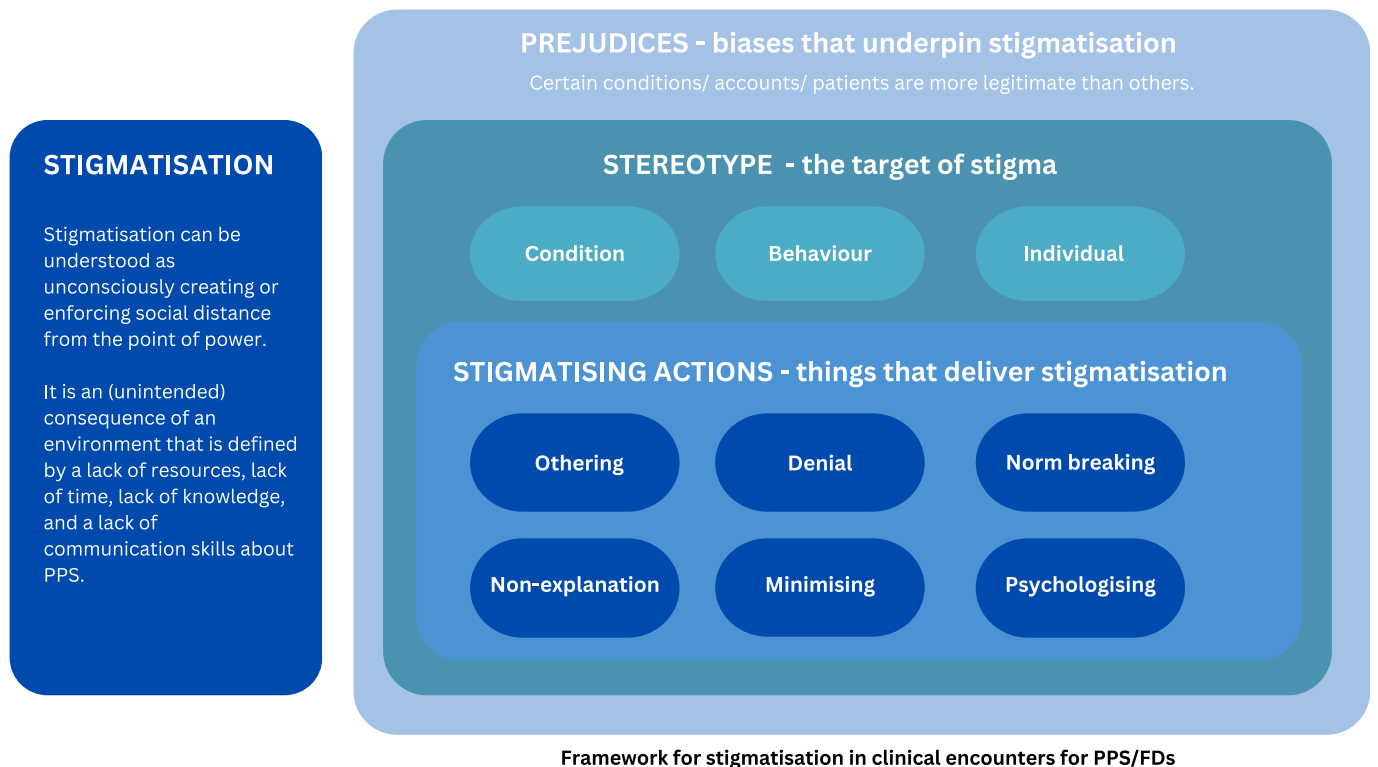 STIGMATISATION
Stigmatisation can be
understood as
unconsciously creating or
enforcing social distance
from the point of power.
It is an (unintended)
consequence of an
environment that is defined
by a lack of resources, lack
of time, lack of knowledge,
and a lack of
communication skills about
PPS.
PREJUDICES - biases that underpin stigmatisation
Certain conditions/ accounts/ patients are more legitimate than others.
STEREOTYPE - the target of stigma
Condition
Behaviour
Individual
STIGMATISING ACTIONS - things that deliver stigmatisation
Othering
Denial
Norm breaking
Non-explanation
Minimising
Psychologising
Framework for stigmatisation in clinical encounters for PPS/FDs